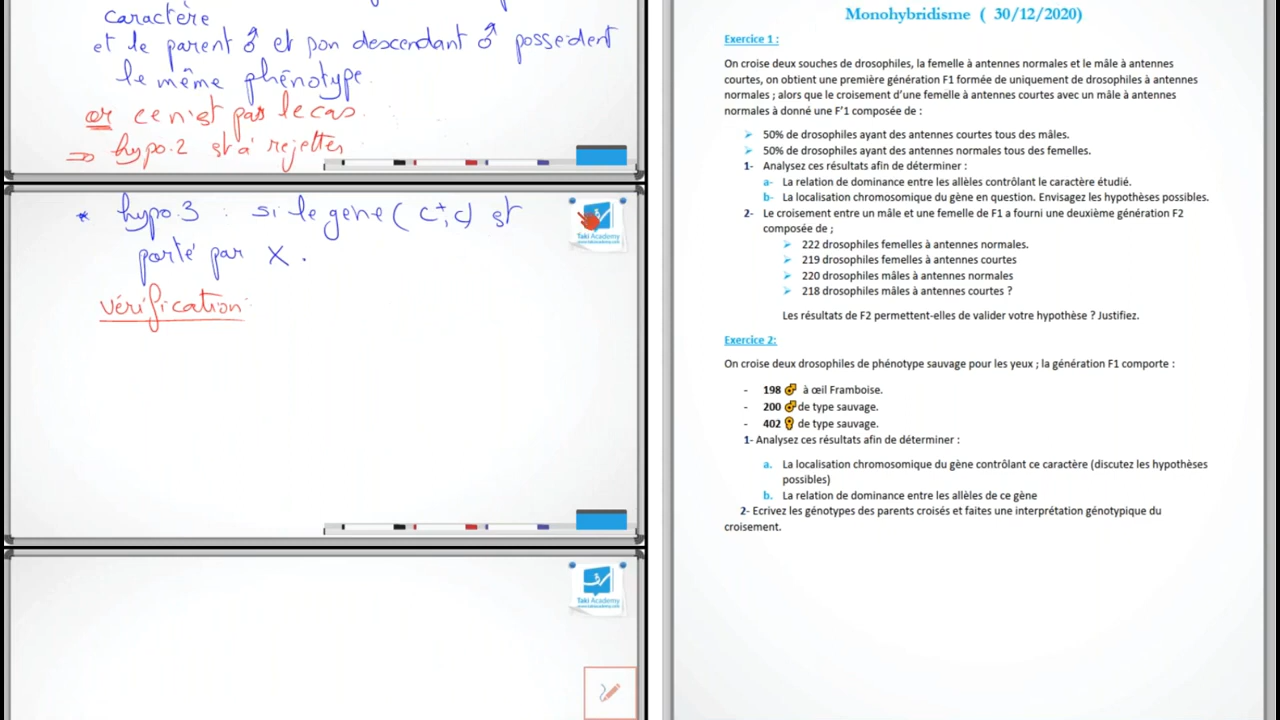 caractère
et le parent ♂ et son descendant ♂ possedent
le même phénotype.
or ce n'est pas le cas.
⇒ hypo.2 est à rejetter
* hypo.3 : si le gène (c⁺, c) est
porté par X.
vérification:
Taki Academy
www.takiacademy.com
Taki Academy
www.takiacademy.com
Monohybridisme ( 30/12/2020)
Exercice 1 :
On croise deux souches de drosophiles, la femelle à antennes normales et le mâle à antennes
courtes, on obtient une première génération F1 formée de uniquement de drosophiles à antennes
normales ; alors que le croisement d'une femelle à antennes courtes avec un mâle à antennes
normales à donné une F'1 composée de :
➢ 50% de drosophiles ayant des antennes courtes tous des mâles.
➢ 50% de drosophiles ayant des antennes normales tous des femelles.
1- Analysez ces résultats afin de déterminer :
a- La relation de dominance entre les allèles contrôlant le caractère étudié.
b- La localisation chromosomique du gène en question. Envisagez les hypothèses possibles.
2- Le croisement entre un mâle et une femelle de F1 a fourni une deuxième génération F2
composée de ;
➢ 222 drosophiles femelles à antennes normales.
➢ 219 drosophiles femelles à antennes courtes
➢ 220 drosophiles mâles à antennes normales
➢ 218 drosophiles mâles à antennes courtes ?
Les résultats de F2 permettent-elles de valider votre hypothèse ? Justifiez.
Exercice 2:
On croise deux drosophiles de phénotype sauvage pour les yeux ; la génération F1 comporte :
- 198 ♂ à œil Framboise.
- 200 ♂ de type sauvage.
- 402 ♀ de type sauvage.
1- Analysez ces résultats afin de déterminer :
a. La localisation chromosomique du gène contrôlant ce caractère (discutez les hypothèses
possibles)
b. La relation de dominance entre les allèles de ce gène
2- Ecrivez les génotypes des parents croisés et faites une interprétation génotypique du
croisement.